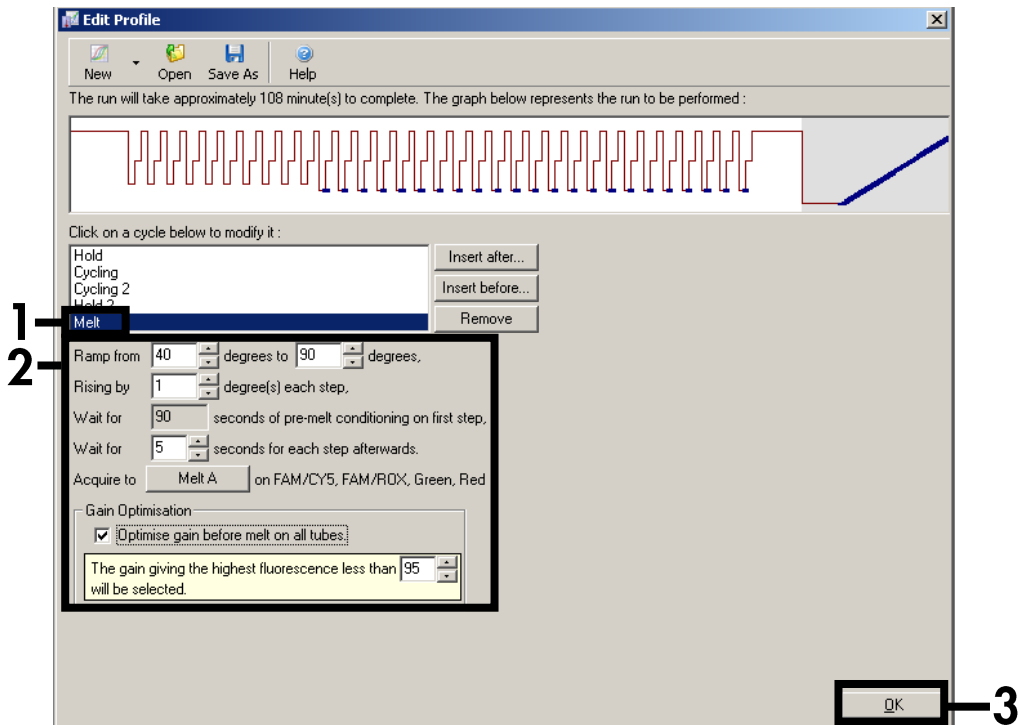 Edit Profile
New Open Save As Help
The run will take approximately 108 minute(s) to complete. The graph below represents the run to be performed :
Click on a cycle below to modify it :
Hold
Cycling
Cycling 2
Hold 2
Melt
Insert after...
Insert before...
Remove
1
2
Ramp from 40 degrees to 90 degrees,
Rising by 1 degree(s) each step,
Wait for 90 seconds of pre-melt conditioning on first step,
Wait for 5 seconds for each step afterwards.
Acquire to Melt A on FAM/CY5, FAM/ROX, Green, Red
Gain Optimisation
Optimise gain before melt on all tubes.
The gain giving the highest fluorescence less than 95
will be selected.
OK
3